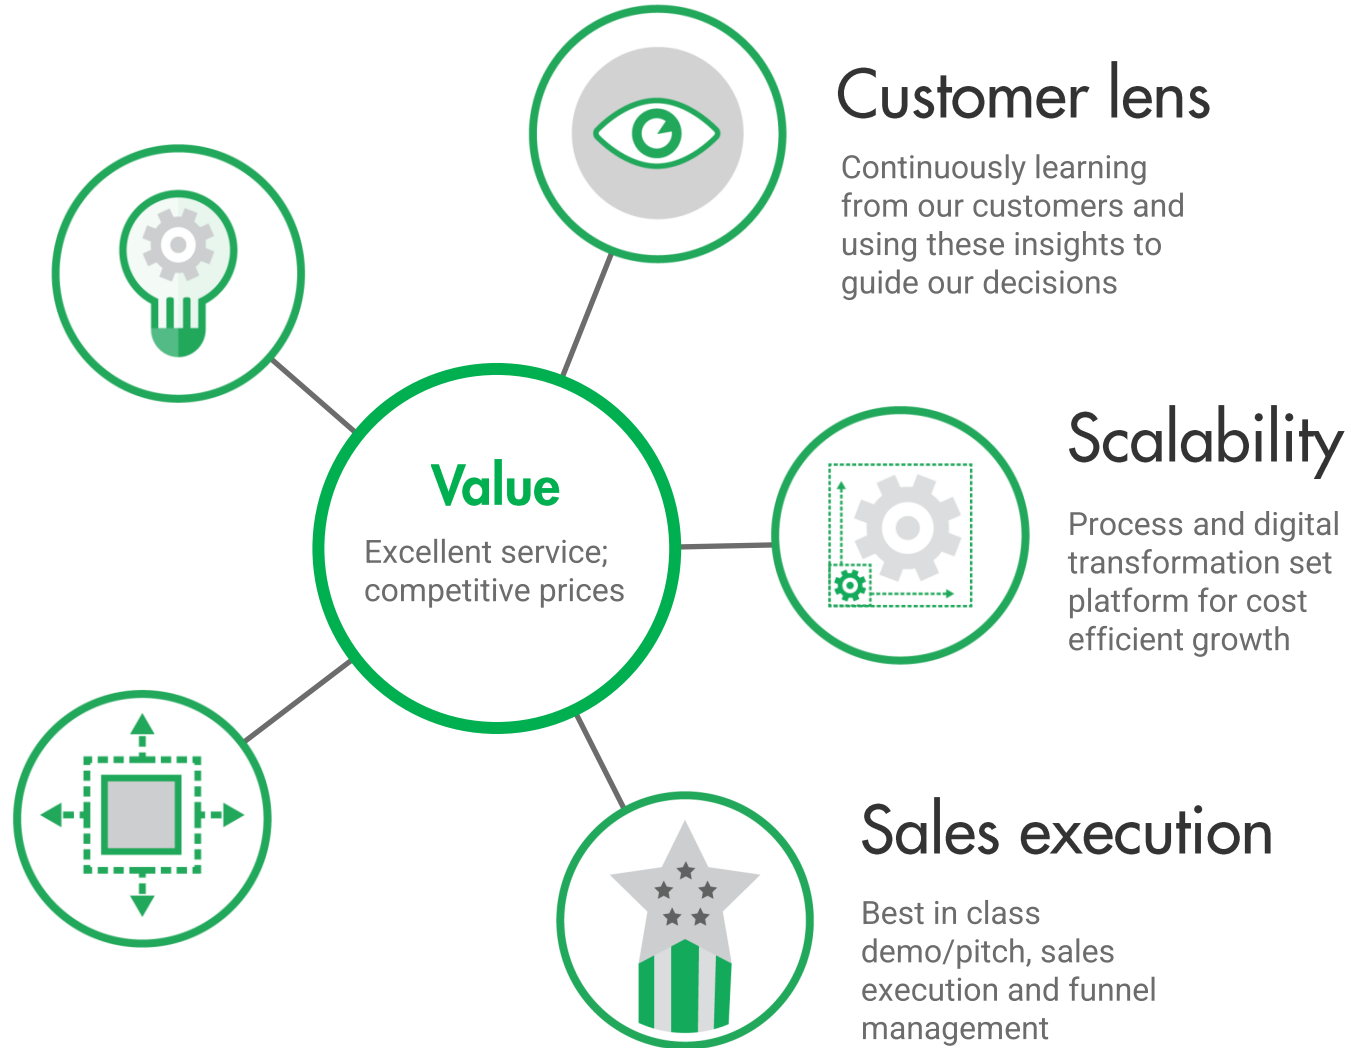 Customer lens
Continuously learning
from our customers and
using these insights to
guide our decisions
Value
Excellent service;
competitive prices
Scalability
Process and digital
transformation set
platform for cost
efficient growth
Sales execution
Best in class
demo/pitch, sales
execution and funnel
management